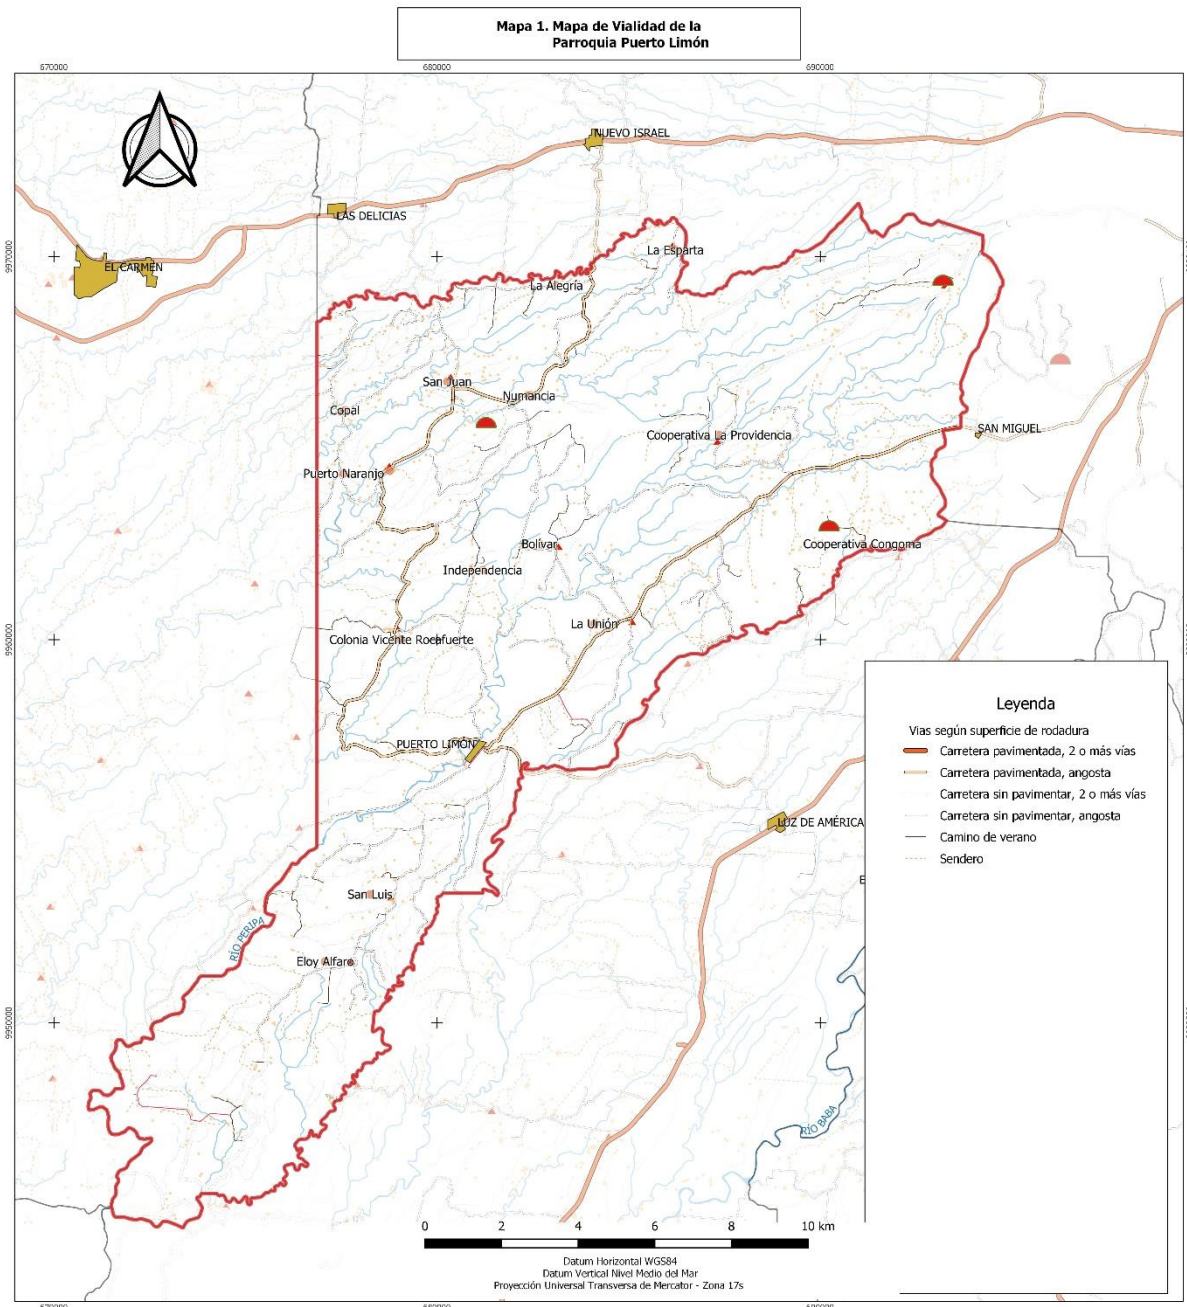 Mapa 1. Mapa de Vialidad de la
Parroquia Puerto Limón
670000
680000
690000
NUEVO ISRAEL
LAS DELICIAS
9970000
EL CARMEN
La Esparta
La Alegría
San Juan
Numancia
Copal
Cooperativa La Providencia
SAN MIGUEL
Puerto Naranjo
Bolívar
Cooperativa Congoma
Independencia
La Unión
9960000
Colonia Vicente Rocafuerte
PUERTO LIMÓN
LUZ DE AMÉRICA
E
San Luis
RÍO PERIPA
Eloy Alfaro
9950000
RÍO BABA
Leyenda
Vias según superficie de rodadura
Carretera pavimentada, 2 o más vías
Carretera pavimentada, angosta
Carretera sin pavimentar, 2 o más vías
Carretera sin pavimentar, angosta
Camino de verano
Sendero
0 2 4 6 8 10 km
Datum Horizontal WGS84
Datum Vertical Nivel Medio del Mar
Proyección Universal Transversa de Mercator - Zona 17s